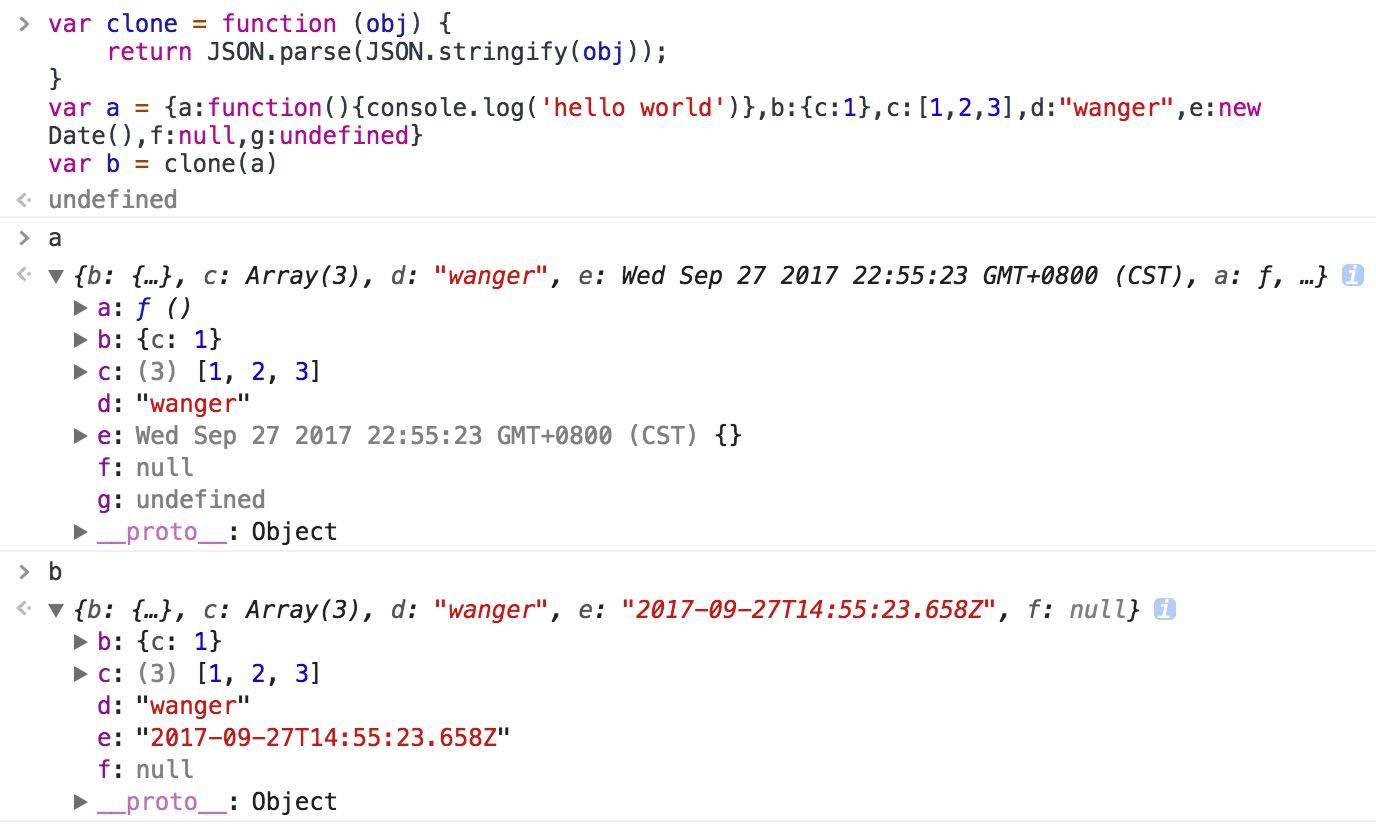 > var clone = function (obj) {
return JSON.parse(JSON.stringify(obj));
}
var a = {a:function(){console.log('hello world')},b:{c:1},c:[1,2,3],d:"wanger",e:new
Date(),f:null,g:undefined}
var b = clone(a)
undefined
> a
{b: {…}, c: Array(3), d: "wanger", e: Wed Sep 27 2017 22:55:23 GMT+0800 (CST), a: ƒ, …} i
a: ƒ ()
b: {c: 1}
c: (3) [1, 2, 3]
d: "wanger"
e: Wed Sep 27 2017 22:55:23 GMT+0800 (CST) {}
f: null
g: undefined
__proto__: Object
> b
{b: {…}, c: Array(3), d: "wanger", e: "2017-09-27T14:55:23.658Z", f: null} i
b: {c: 1}
c: (3) [1, 2, 3]
d: "wanger"
e: "2017-09-27T14:55:23.658Z"
f: null
__proto__: Object